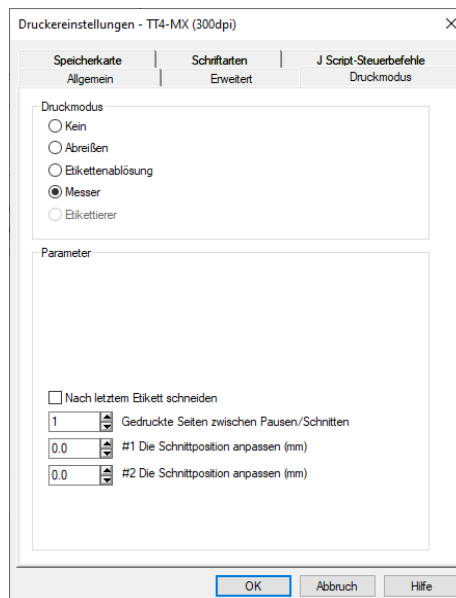 Druckereinstellungen - TT4-MX (300dpi)
Speicherkarte Schriftarten J Script-Steuerbefehle
Allgemein Erweitert Druckmodus
Druckmodus
Kein
Abreißen
Etikettenablösung
Messer
Etikettierer
Parameter
Nach letztem Etikett schneiden
1 Gedruckte Seiten zwischen Pausen/Schnitten
0.0 #1 Die Schnittposition anpassen (mm)
0.0 #2 Die Schnittposition anpassen (mm)
OK Abbruch Hilfe